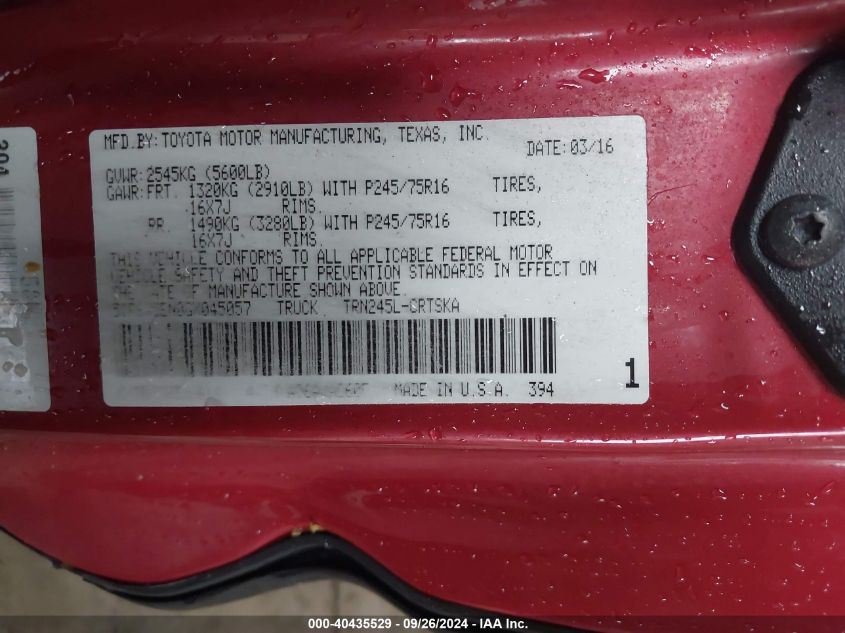 MFD.BY:TOYOTA MOTOR MANUFACTURING, TEXAS, INC.
DATE:03/16
GVWR:2545KG (5600LB)
GAWR:FRT. 1320KG (2910LB) WITH P245/75R16 TIRES,
16X7J RIMS.
RR. 1490KG (3280LB) WITH P245/75R16 TIRES,
16X7J RIMS.
THIS VEHICLE CONFORMS TO ALL APPLICABLE FEDERAL MOTOR
VEHICLE SAFETY AND THEFT PREVENTION STANDARDS IN EFFECT ON
THE DATE OF MANUFACTURE SHOWN ABOVE.
TRUCK TRN245L-CRTSKA
MADE IN U.S.A. 394
1
204
000-40435529 - 09/26/2024 - IAA Inc.